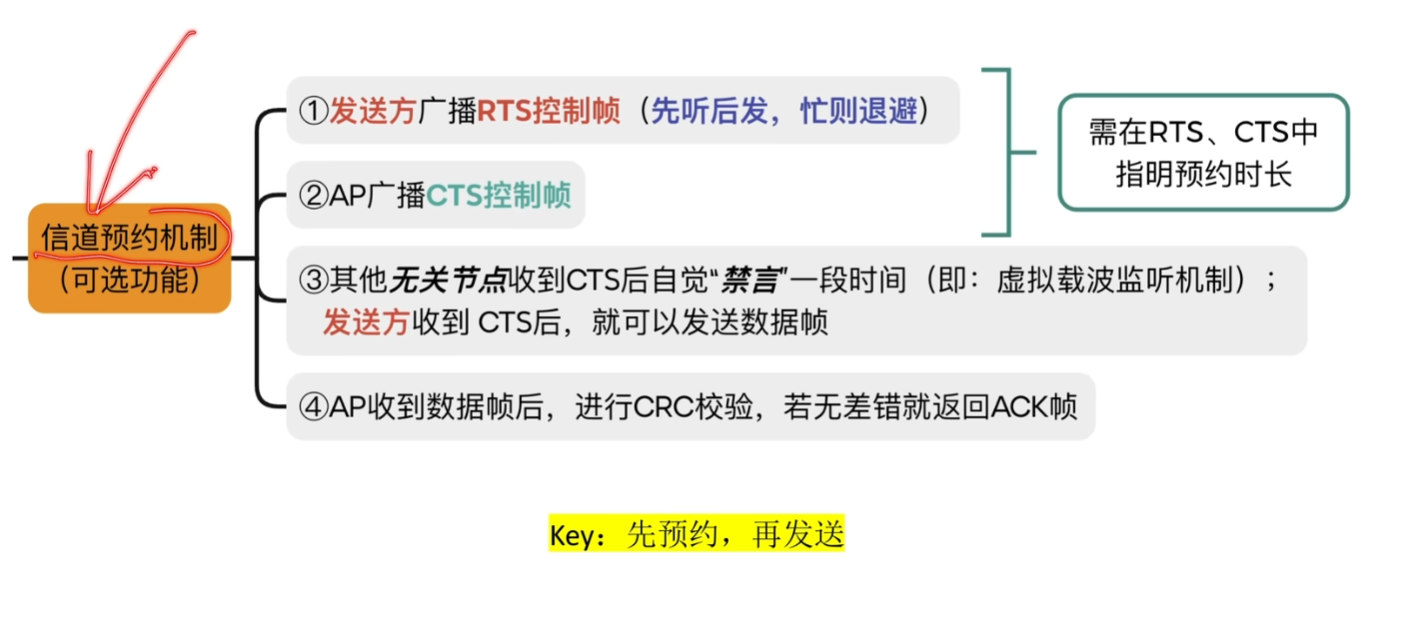 ①发送方广播RTS控制帧（先听后发，忙则退避）
需在RTS、CTS中
指明预约时长
②AP广播CTS控制帧
信道预约机制
（可选功能）
③其他无关节点收到CTS后自觉“禁言”一段时间（即：虚拟载波监听机制）；
发送方收到 CTS后，就可以发送数据帧
④AP收到数据帧后，进行CRC校验，若无差错就返回ACK帧
Key：先预约，再发送